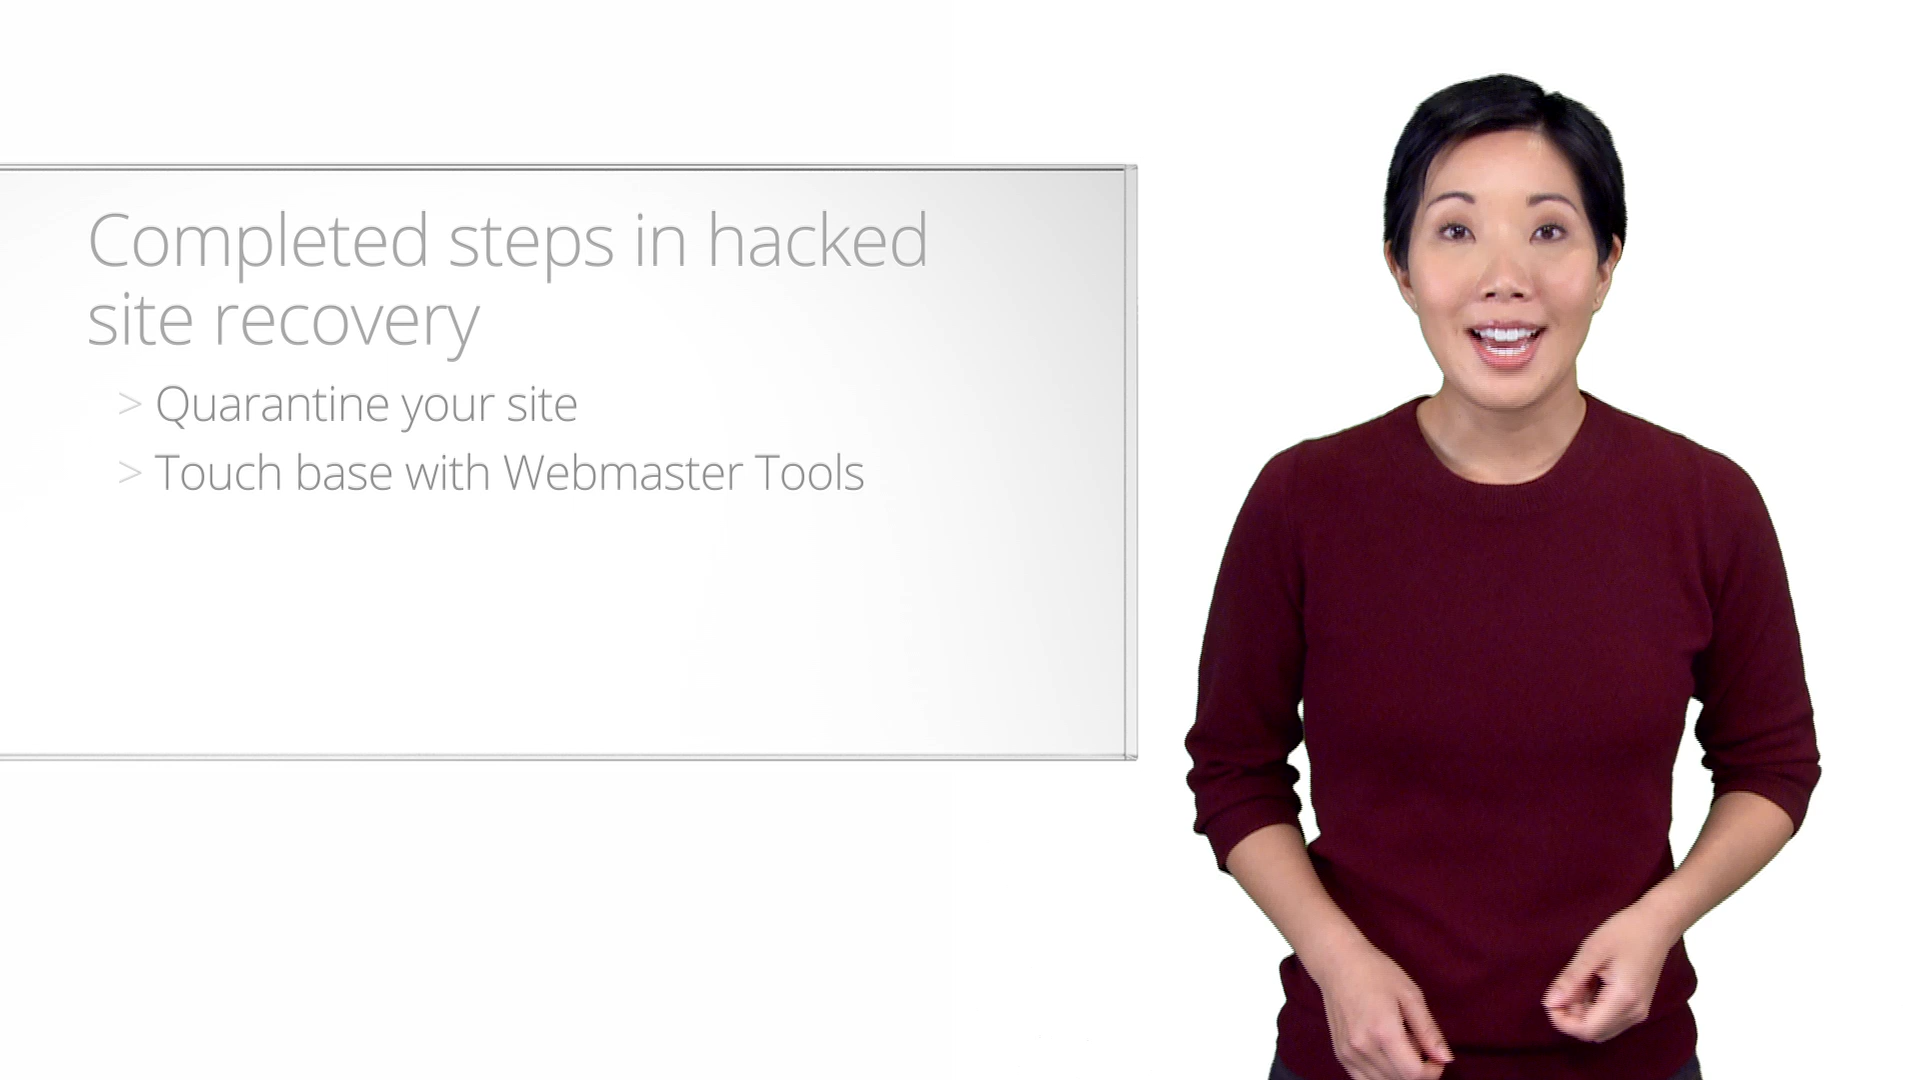 Completed steps in hacked
site recovery
> Quarantine your site
> Touch base with Webmaster Tools